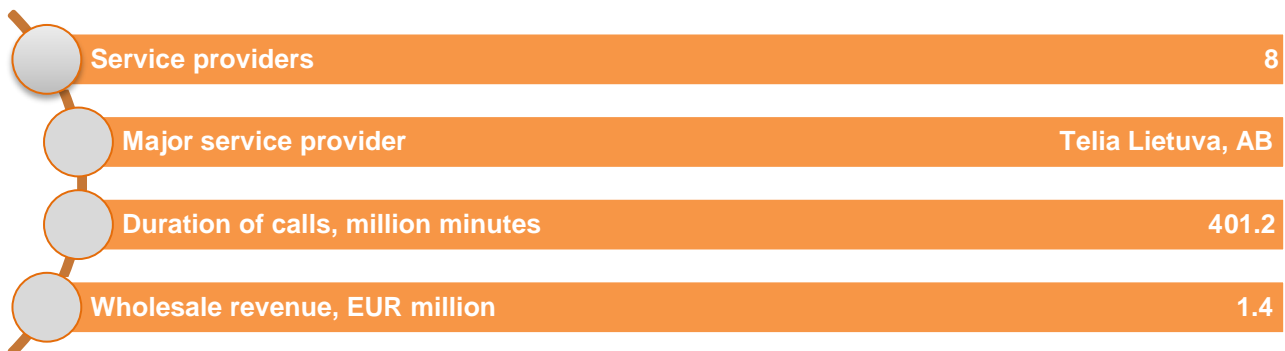 Service providers 8
Major service provider Telia Lietuva, AB
Duration of calls, million minutes 401.2
Wholesale revenue, EUR million 1.4